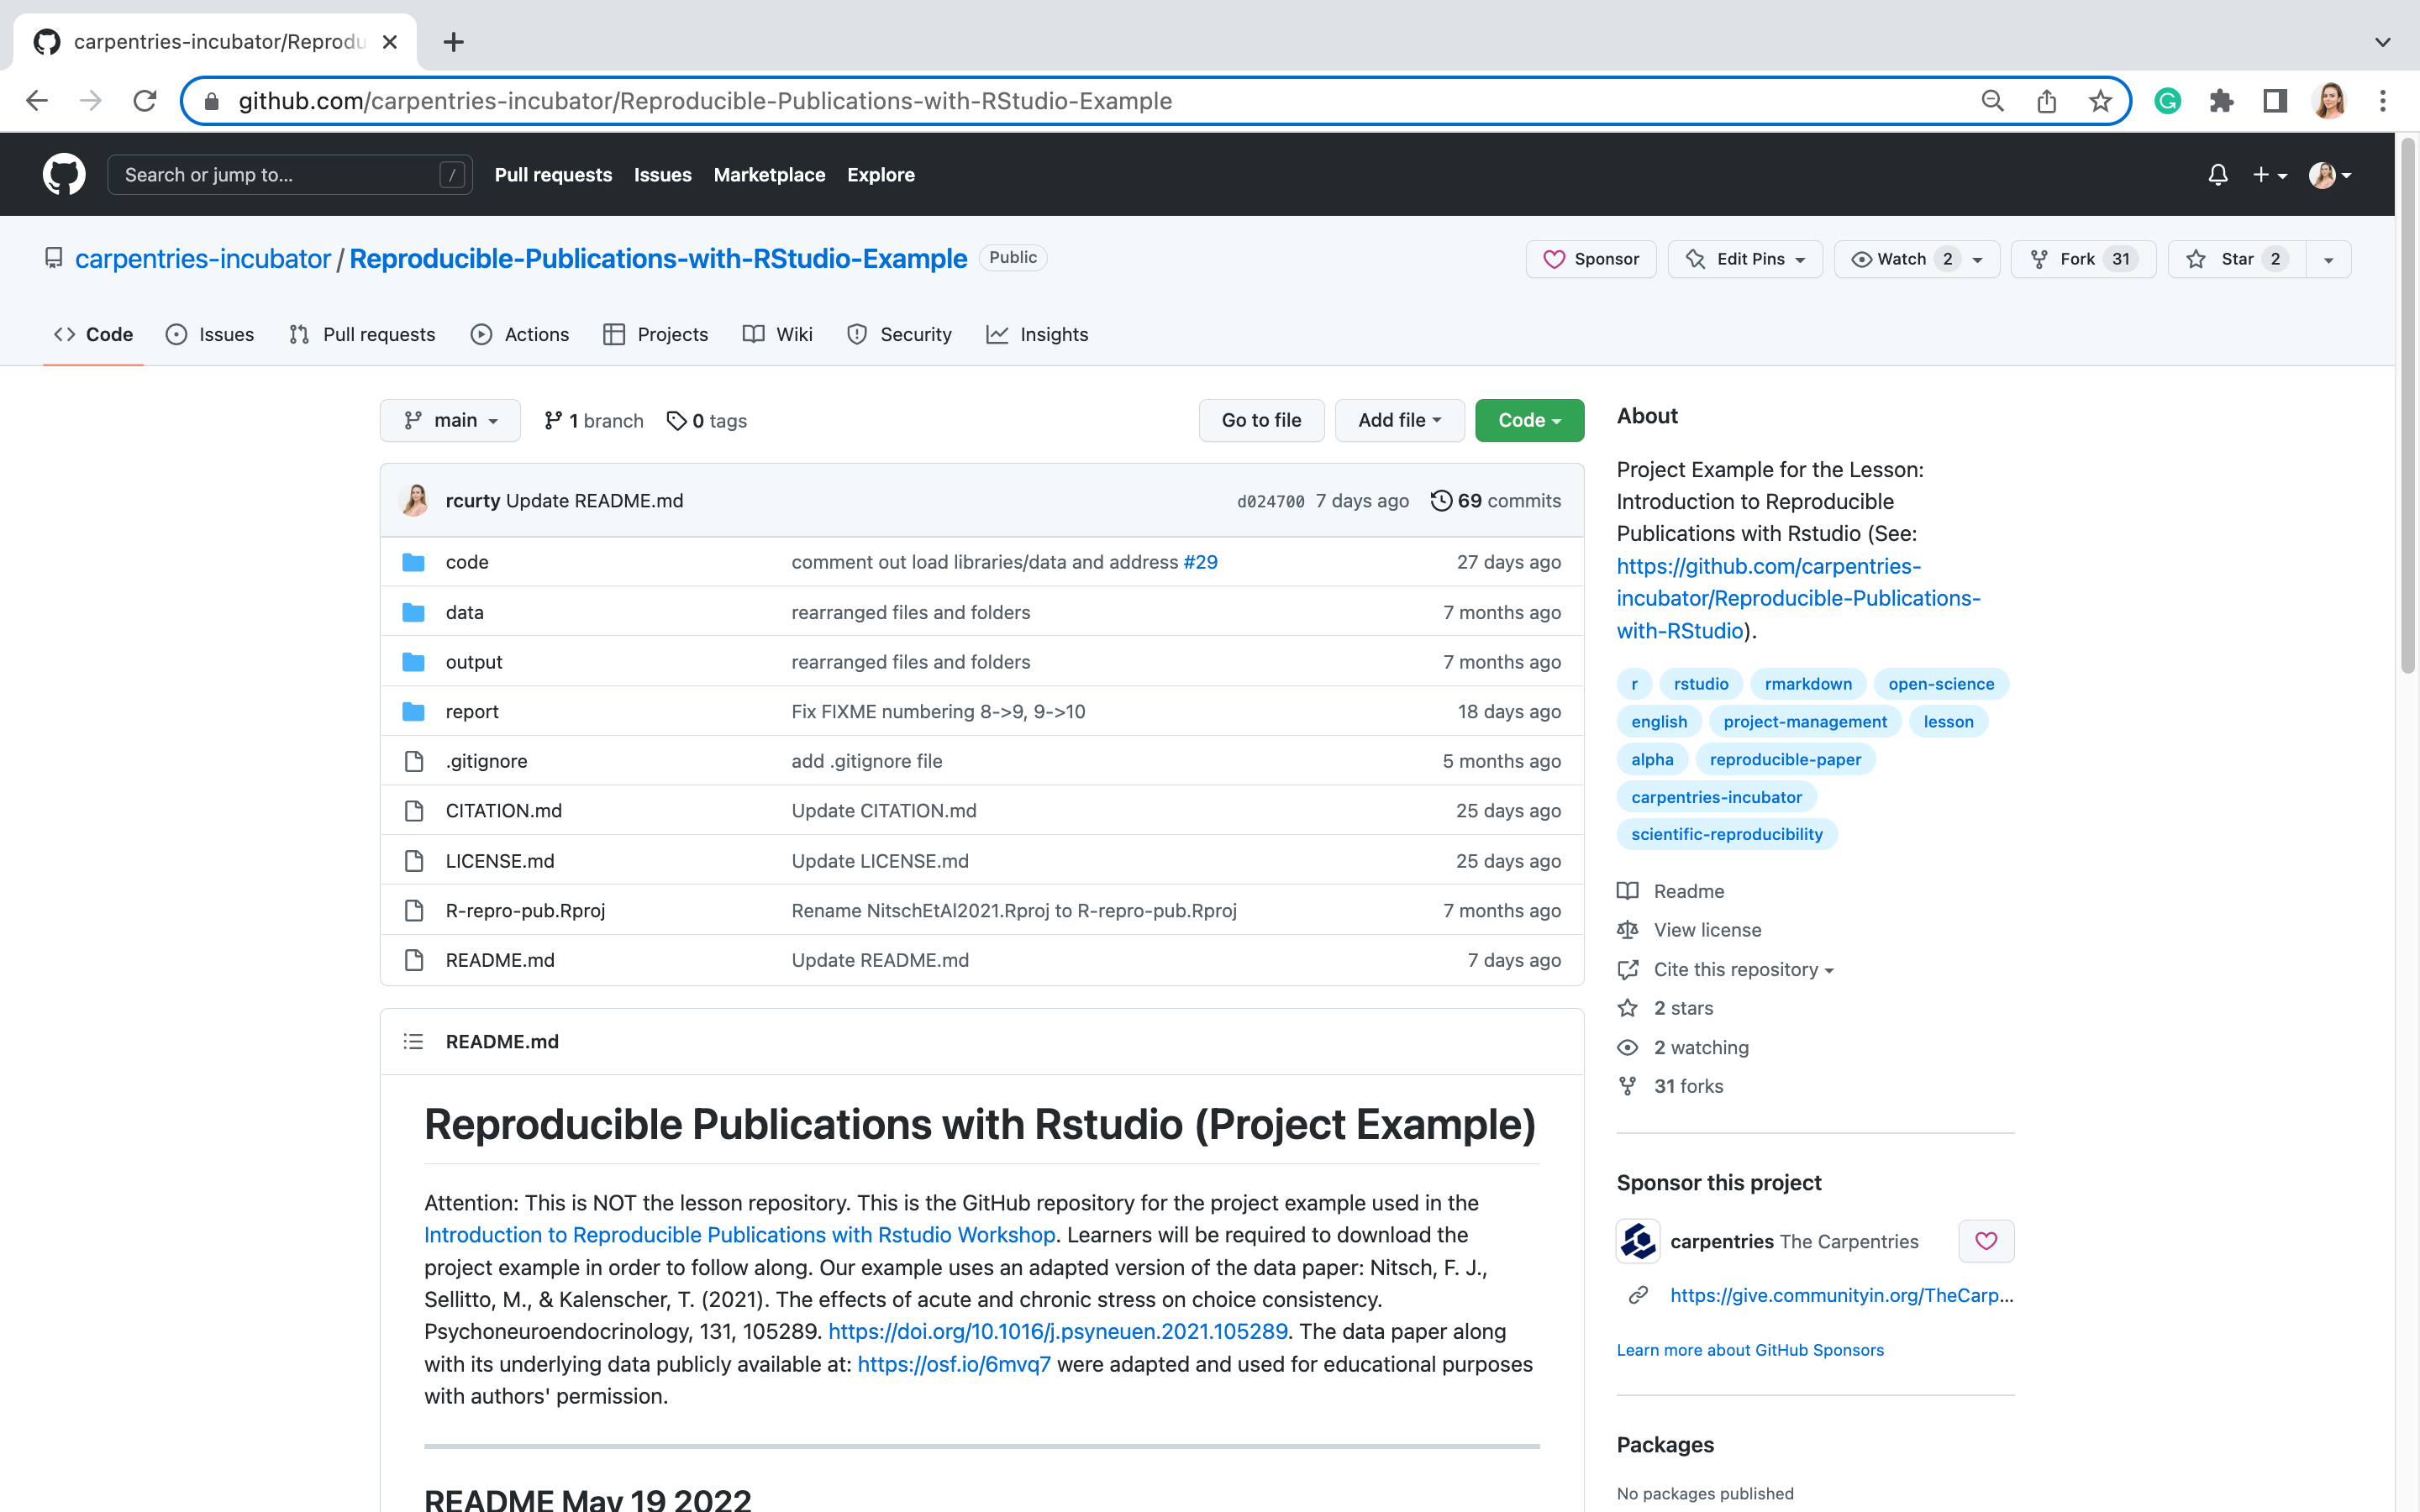 carpentries-incubator/Reprodu
github.com/carpentries-incubator/Reproducible-Publications-with-RStudio-Example
Search or jump to... /
Pull requests Issues Marketplace Explore
carpentries-incubator / Reproducible-Publications-with-RStudio-Example Public
Sponsor Edit Pins Watch 2 Fork 31 Star 2
Code Issues Pull requests Actions Projects Wiki Security Insights
main 1 branch 0 tags Go to file Add file Code
rcurty Update README.md d024700 7 days ago 69 commits
code comment out load libraries/data and address #29 27 days ago
data rearranged files and folders 7 months ago
output rearranged files and folders 7 months ago
report Fix FIXME numbering 8->9, 9->10 18 days ago
.gitignore add .gitignore file 5 months ago
CITATION.md Update CITATION.md 25 days ago
LICENSE.md Update LICENSE.md 25 days ago
R-repro-pub.Rproj Rename NitschEtAl2021.Rproj to R-repro-pub.Rproj 7 months ago
README.md Update README.md 7 days ago
README.md
Reproducible Publications with Rstudio (Project Example)
Attention: This is NOT the lesson repository. This is the GitHub repository for the project example used in the
Introduction to Reproducible Publications with Rstudio Workshop. Learners will be required to download the
project example in order to follow along. Our example uses an adapted version of the data paper: Nitsch, F. J.,
Sellitto, M., & Kalenscher, T. (2021). The effects of acute and chronic stress on choice consistency.
Psychoneuroendocrinology, 131, 105289. https://doi.org/10.1016/j.psyneuen.2021.105289. The data paper along
with its underlying data publicly available at: https://osf.io/6mvq7 were adapted and used for educational purposes
with authors' permission.
README May 19 2022
About
Project Example for the Lesson:
Introduction to Reproducible
Publications with Rstudio (See:
https://github.com/carpentries-
incubator/Reproducible-Publications-
with-RStudio).
r rstudio rmarkdown open-science
english project-management lesson
alpha reproducible-paper
carpentries-incubator
scientific-reproducibility
Readme
View license
Cite this repository
2 stars
2 watching
31 forks
Sponsor this project
carpentries The Carpentries
https://give.communityin.org/TheCarp...
Learn more about GitHub Sponsors
Packages
No packages published